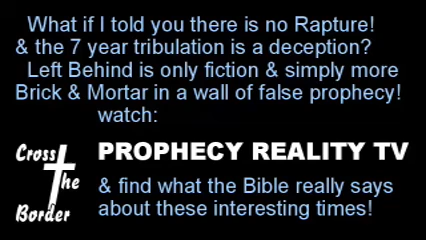 What if I told you there is no Rapture!
& the 7 year tribulation is a deception?
Left Behind is only fiction & simply more
Brick & Mortar in a wall of false prophecy!
watch:
PROPHECY REALITY TV
Cross
The
Border
& find what the Bible really says
about these interesting times!